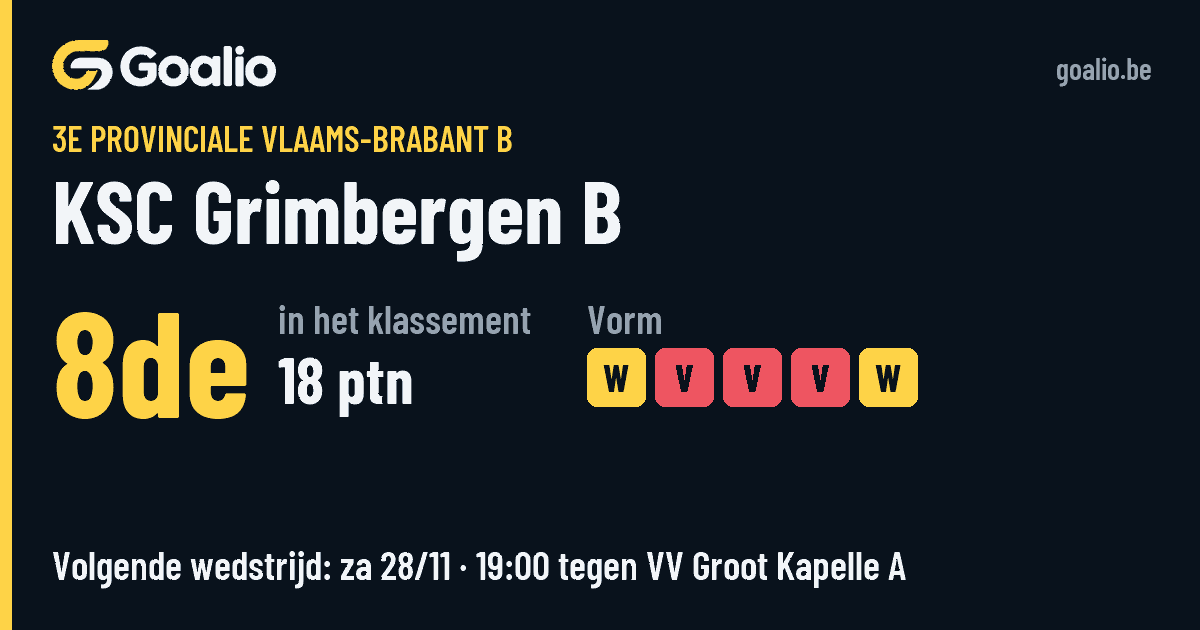 Goalio
goalio.be
3E PROVINCIALE VLAAMS-BRABANT B
KSC Grimbergen B
8de
in het klassement
18 ptn
Vorm
W V V V W
Volgende wedstrijd: za 28/11 · 19:00 tegen VV Groot Kapelle A